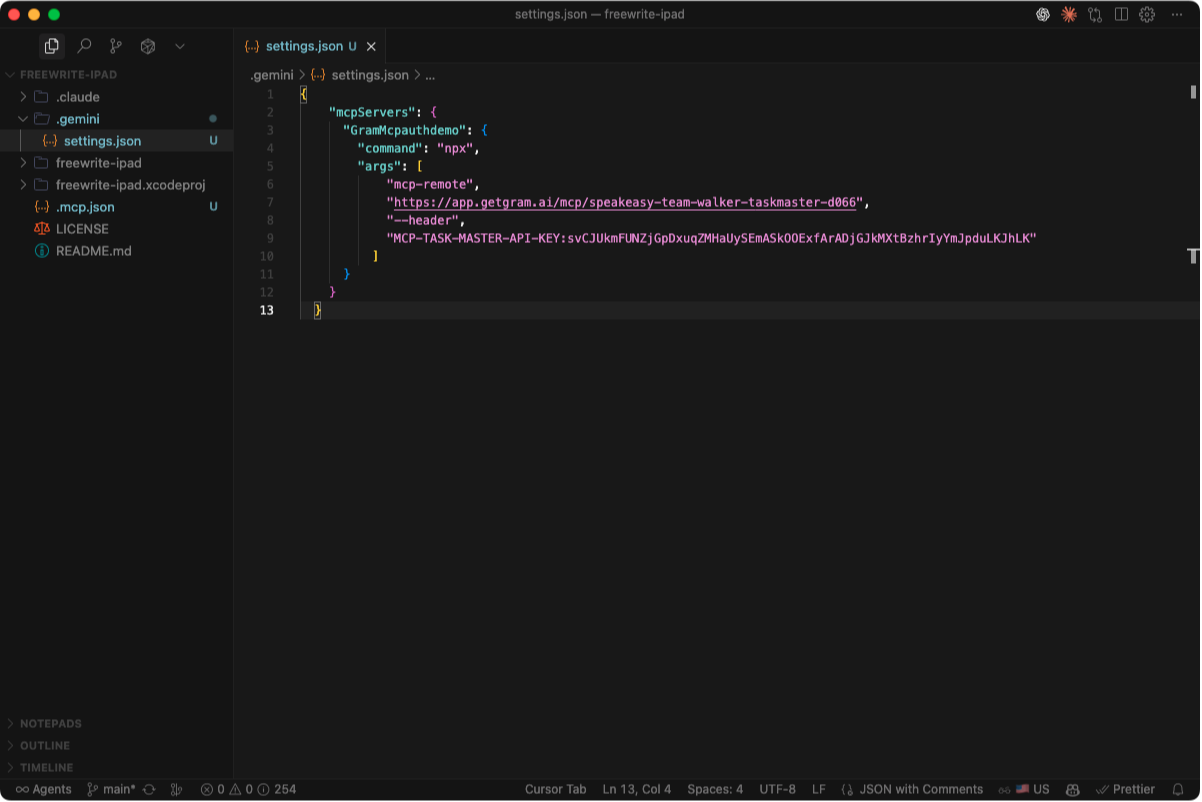 settings.json — freewrite-ipad
settings.json U
FREEWRITE-IPAD
.claude
.gemini
settings.json U
freewrite-ipad
freewrite-ipad.xcodeproj
.mcp.json U
LICENSE
README.md
.gemini > {..} settings.json > ...
1 {
2 "mcpServers": {
3 "GramMcpauthdemo": {
4 "command": "npx",
5 "args": [
6 "mcp-remote",
7 "https://app.getgram.ai/mcp/speakeasy-team-walker-taskmaster-d066",
8 "--header",
9 "MCP-TASK-MASTER-API-KEY:svCJUkmFUNZjGpDxuqZMHaUySEmASkOOExfArADjGJkMXtBzhrIyYmJpduLKJhLK"
10 ]
11 }
12 }
13 }
NOTEPADS
OUTLINE
TIMELINE
Agents main* 0 0 254 Cursor Tab Ln 13, Col 4 Spaces: 4 UTF-8 LF JSON with Comments US Prettier